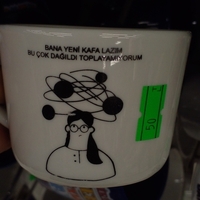 BANA YENİ KAFA LAZIM
BU ÇOK DAĞILDI TOPLAYAMIYORUM
50